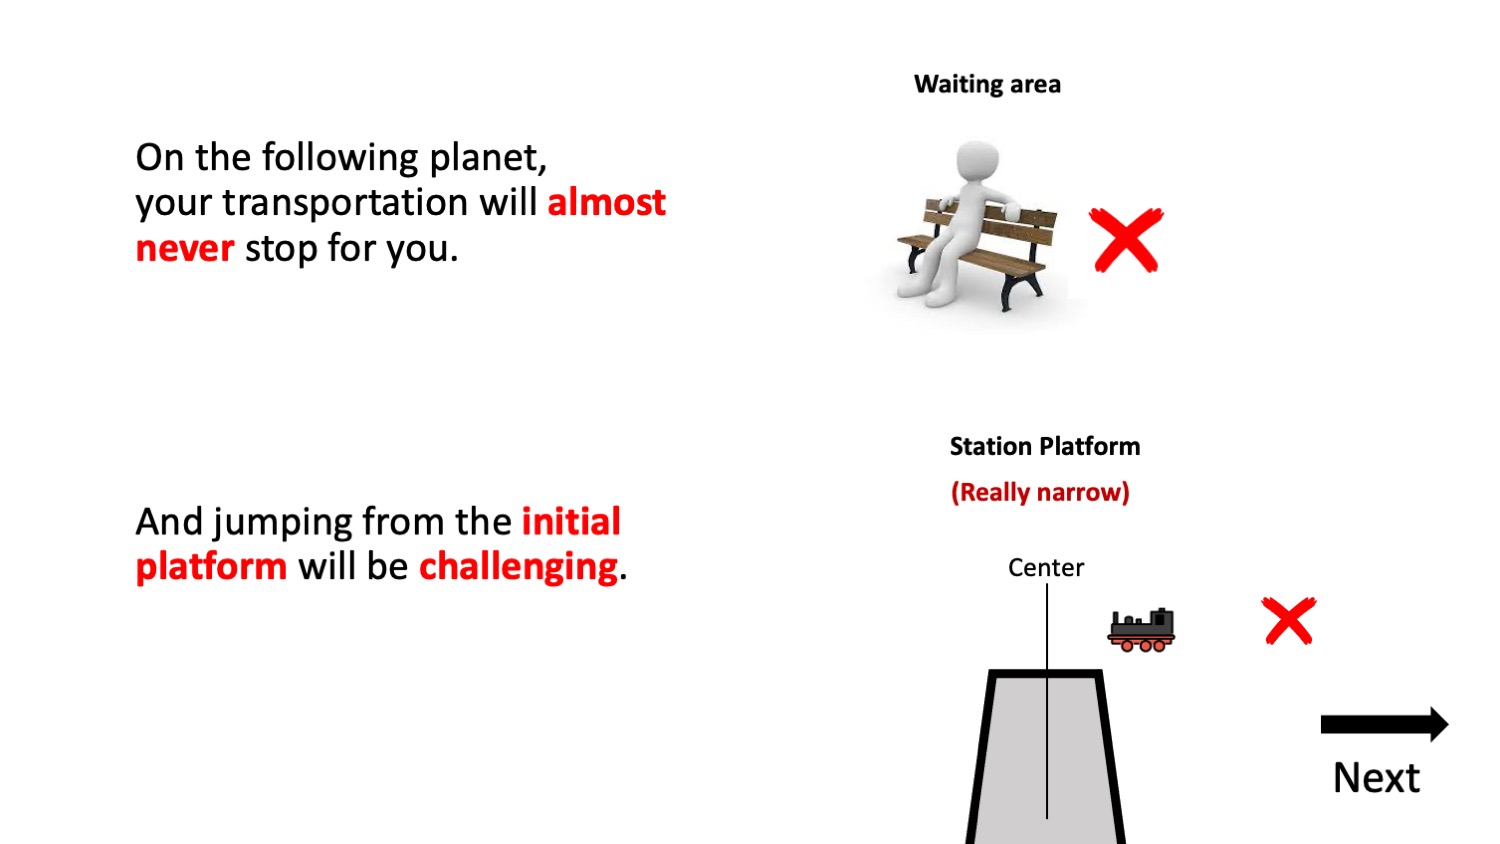 Waiting area
On the following planet,
your transportation will almost
never stop for you.
Station Platform
(Really narrow)
And jumping from the initial
platform will be challenging.
Center
Next